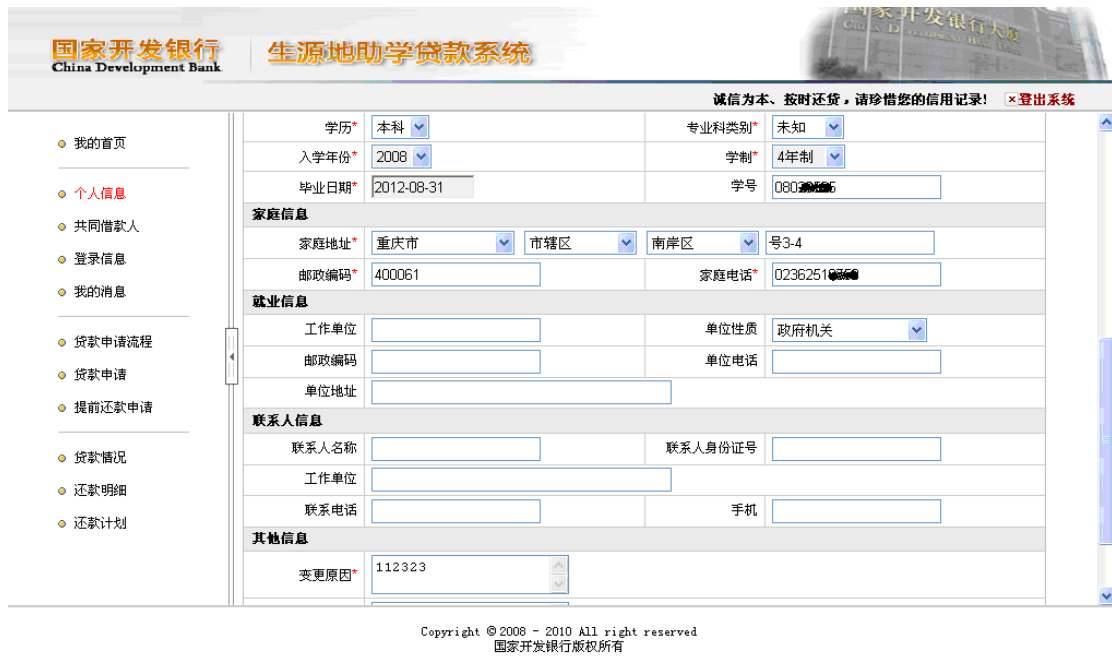 国家开发银行
China Development Bank
生源地助学贷款系统
诚信为本、按时还贷，请珍惜您的信用记录! ×登出系统
我的首页
个人信息
共同借款人
登录信息
我的消息
贷款申请流程
贷款申请
提前还款申请
贷款情况
还款明细
还款计划
学历* 本科 专业科类别* 未知
入学年份* 2008 学制* 4年制
毕业日期* 2012-08-31 学号 080
家庭信息
家庭地址* 重庆市 市辖区 南岸区 号3-4
邮政编码* 400061 家庭电话* 0236251
就业信息
工作单位 单位性质 政府机关
邮政编码 单位电话
单位地址
联系人信息
联系人名称 联系人身份证号
工作单位
联系电话 手机
其他信息
变更原因* 112323
Copyright ©2008 - 2010 All right reserved
国家开发银行版权所有